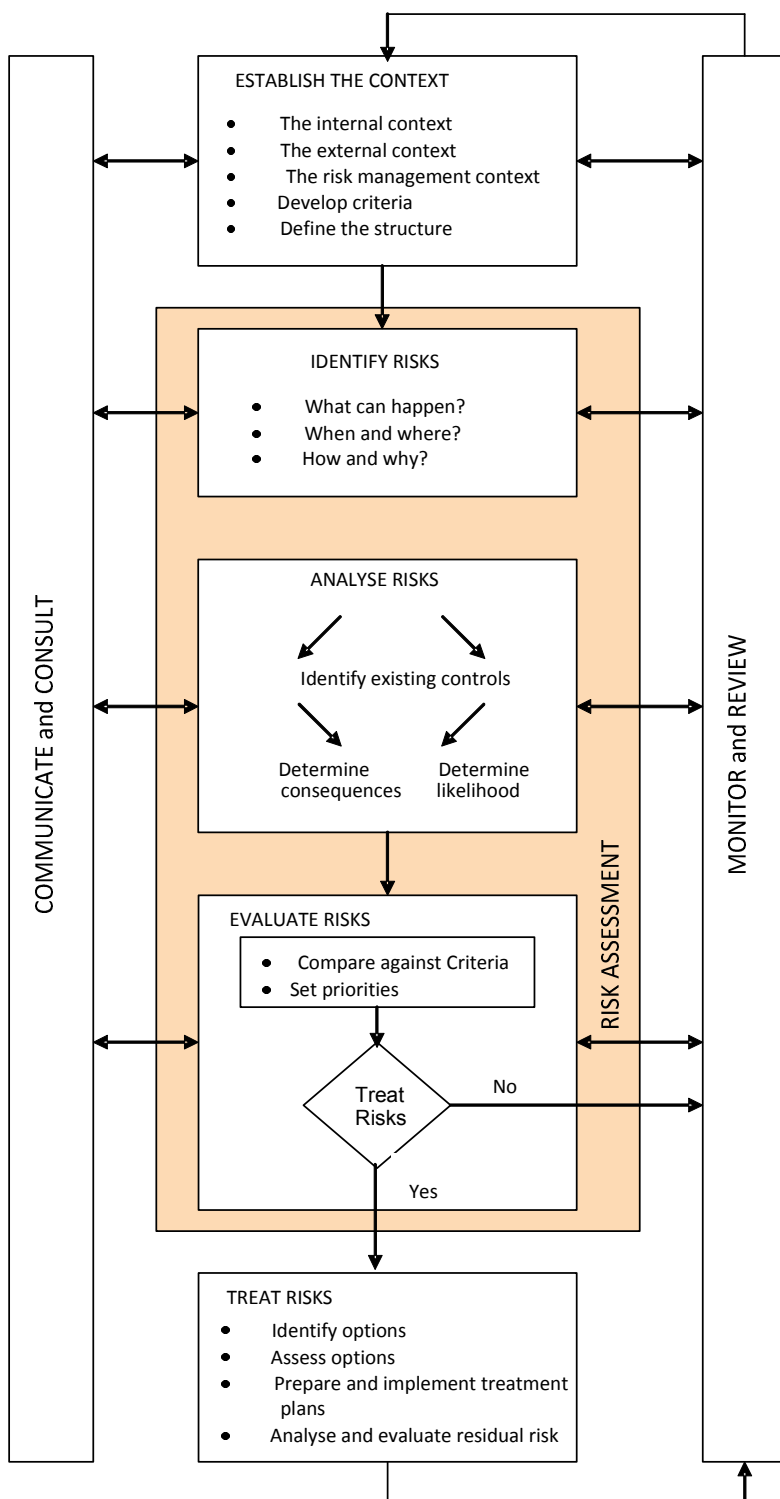 ESTABLISH THE CONTEXT
● The internal context
● The external context
● The risk management context
● Develop criteria
● Define the structure
IDENTIFY RISKS
● What can happen?
● When and where?
● How and why?
ANALYSE RISKS
Identify existing controls
Determine
consequences
Determine
likelihood
EVALUATE RISKS
● Compare against Criteria
● Set priorities
Treat
Risks
No
Yes
TREAT RISKS
● Identify options
● Assess options
● Prepare and implement treatment
plans
● Analyse and evaluate residual risk
COMMUNICATE and CONSULT
RISK ASSESSMENT
MONITOR and REVIEW